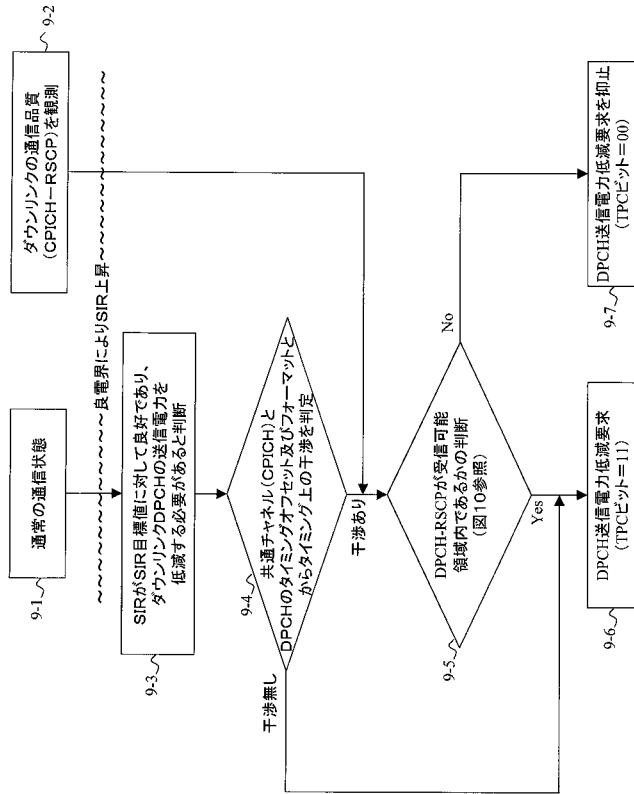 9-1
通常の通信状態
9-2
ダウンリンクの通信品質
(CPICH－RSCP)を観測
良電界によりSIR上昇
9-3
SIRがSIR目標値に対して良好であり、
ダウンリンクDPCHの送信電力を
低減する必要があると判断
9-4
共通チャネル(CPICH)と
DPCHのタイミングオフセット及びフォーマットと
からタイミング上の干渉を判定
干渉無し
干渉あり
9-5
DPCH-RSCPが受信可能
領域内であるかの判断
(図10参照)
No
Yes
9-6
DPCH送信電力低減要求
(TPCビット＝11)
9-7
DPCH送信電力低減要求を抑止
(TPCビット＝00)